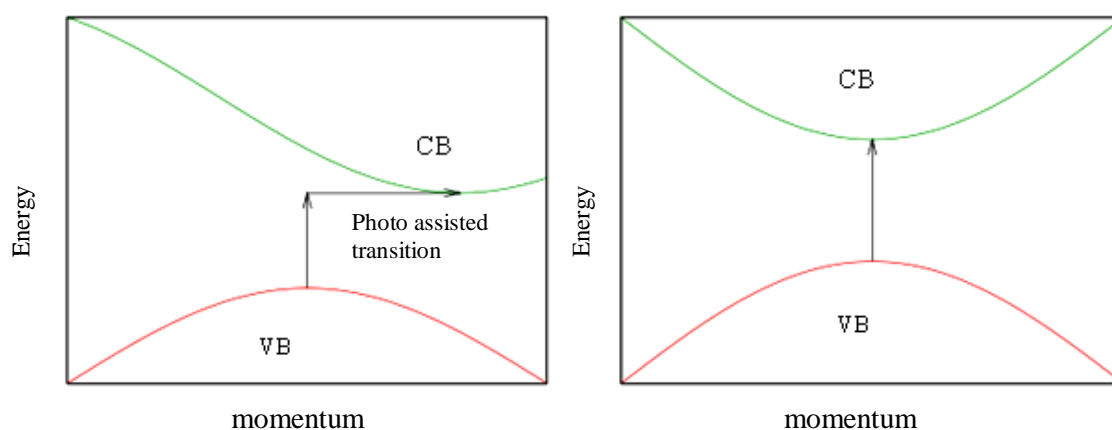 Energy
CB
Photo assisted
transition
VB
momentum
Energy
CB
VB
momentum